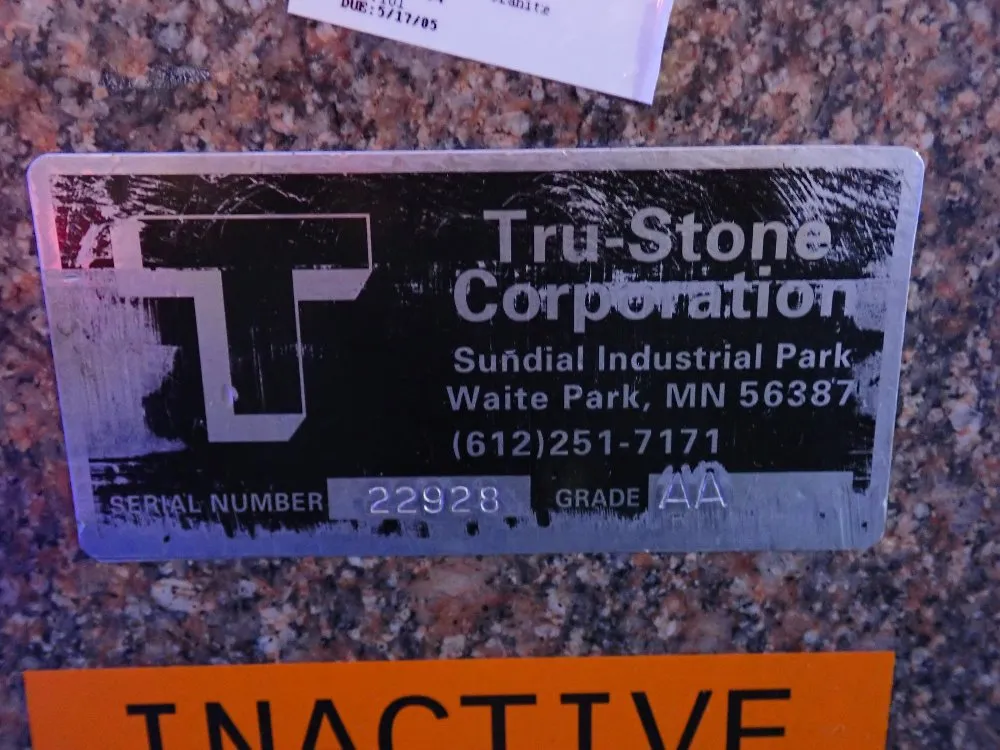 DUE:5/17/05
Tru-Stone
Corporation
Sundial Industrial Park
Waite Park, MN 56387
(612)251-7171
SERIAL NUMBER 22928 GRADE AA
INACTIVE